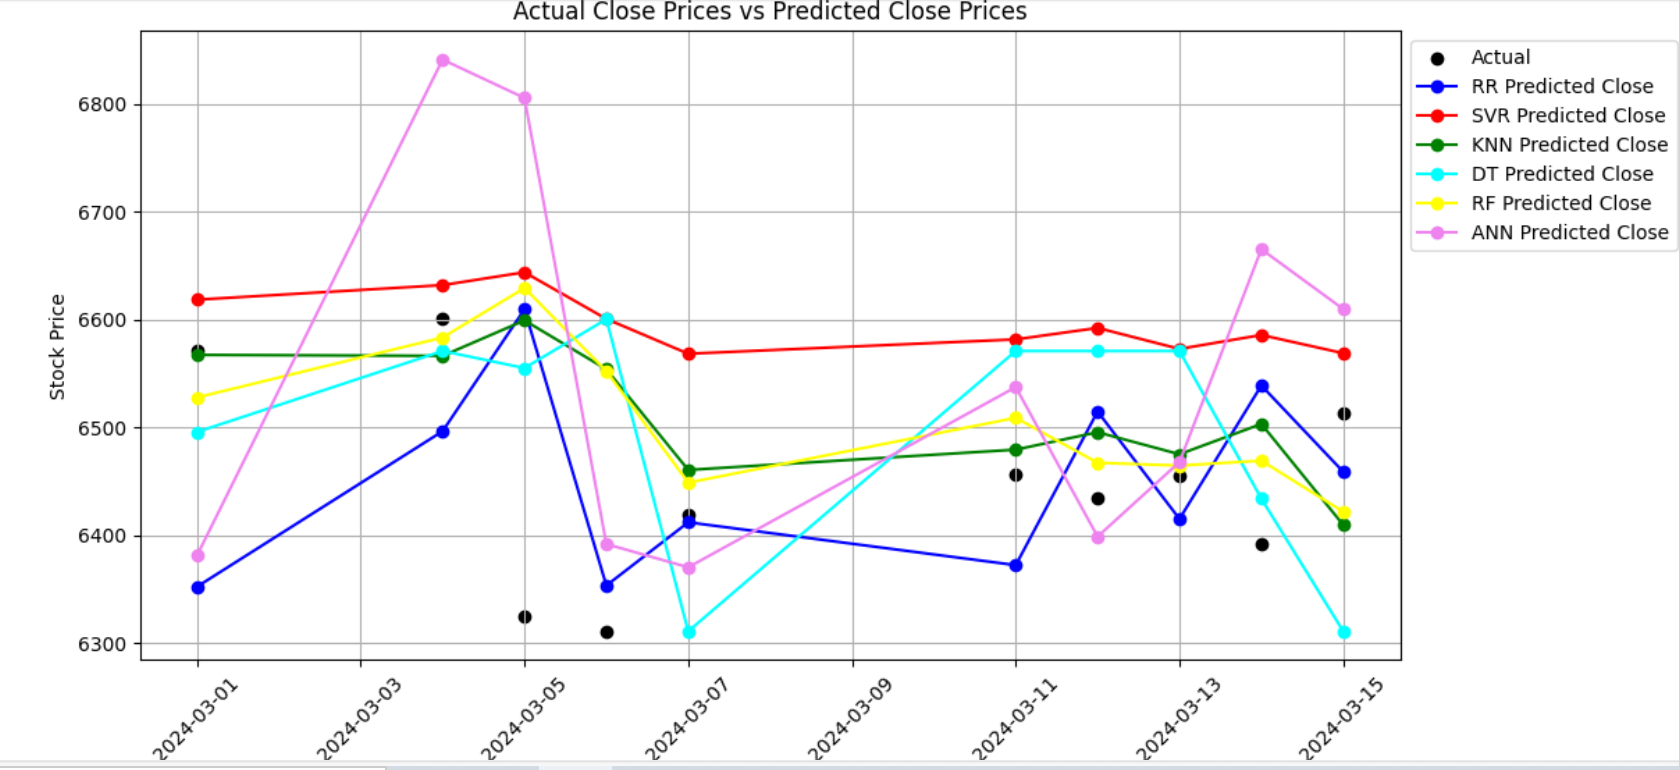 Actual Close Prices vs Predicted Close Prices
Actual
RR Predicted Close
SVR Predicted Close
KNN Predicted Close
DT Predicted Close
RF Predicted Close
ANN Predicted Close
Stock Price
6800
6700
6600
6500
6400
6300
2024-03-01
2024-03-03
2024-03-05
2024-03-07
2024-03-09
2024-03-11
2024-03-13
2024-03-15